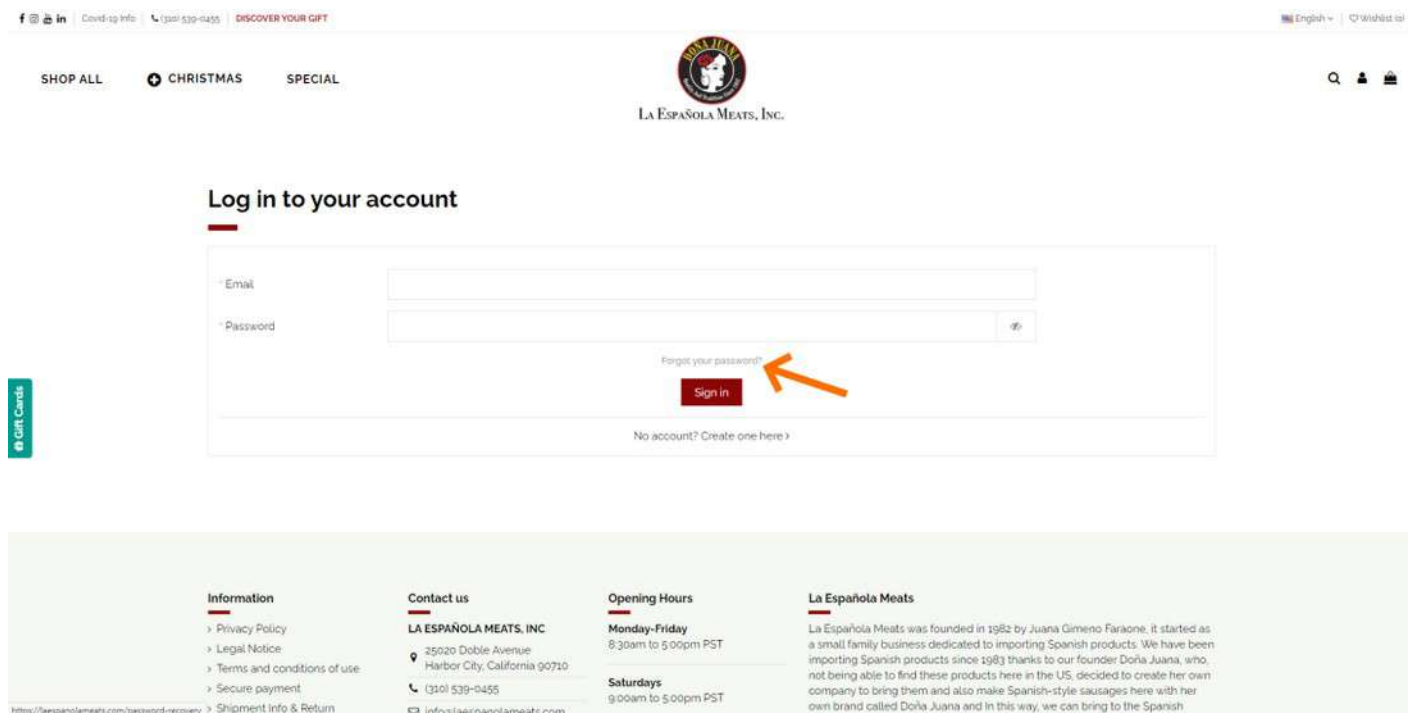 Covid-19 Info
(310) 539-0455
DISCOVER YOUR GIFT
English
Wishlist (0)
SHOP ALL
CHRISTMAS
SPECIAL
DOÑA JUANA
LA ESPAÑOLA MEATS, INC.
Log in to your account
* Email
* Password
Forgot your password?
Sign in
No account? Create one here
Gift Cards
Information
Privacy Policy
Legal Notice
Terms and conditions of use
Secure payment
Shipment Info & Return
Contact us
LA ESPAÑOLA MEATS, INC
25020 Doble Avenue
Harbor City, California 90710
(310) 539-0455
info@laespanolameats.com
Opening Hours
Monday-Friday
8:30am to 5:00pm PST
Saturdays
9:00am to 5:00pm PST
La Española Meats
La Española Meats was founded in 1982 by Juana Gimeno Faraone, it started as
a small family business dedicated to importing Spanish products. We have been
importing Spanish products since 1983 thanks to our founder Doña Juana, who,
not being able to find these products here in the US, decided to create her own
company to bring them and also make Spanish-style sausages here with her
own brand called Doña Juana and In this way, we can bring to the Spanish
https://laespanolameats.com/password-recovery